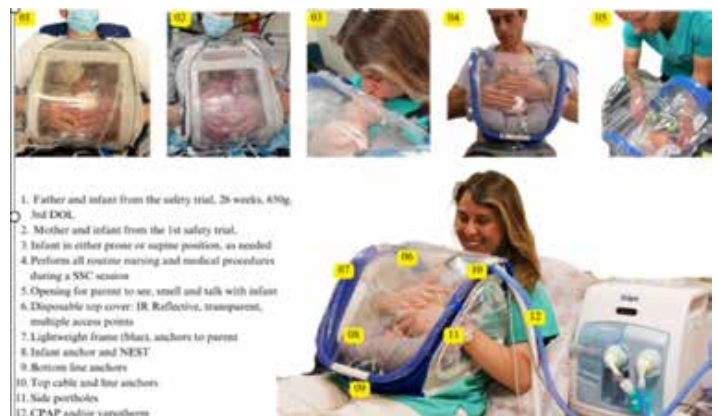 01
02
03
04
05
1. Father and infant from the safety trial, 26 weeks, 650g,
3rd DOL
2. Mother and infant from the 1st safety trial,
3. Infant in either prone or supine position, as needed
4. Perform all routine nursing and medical procedures
during a SSC session
5. Opening for parent to see, smell and talk with infant
6. Disposable top cover: IR Reflective, transparent,
multiple access points
7. Lightweight frame (blue), anchors to parent
8. Infant anchor and NEST
9. Bottom line anchors
10. Top cable and line anchors
11. Side portholes
12. CPAP and/or vapotherm
06
07
10
12
08
11
09